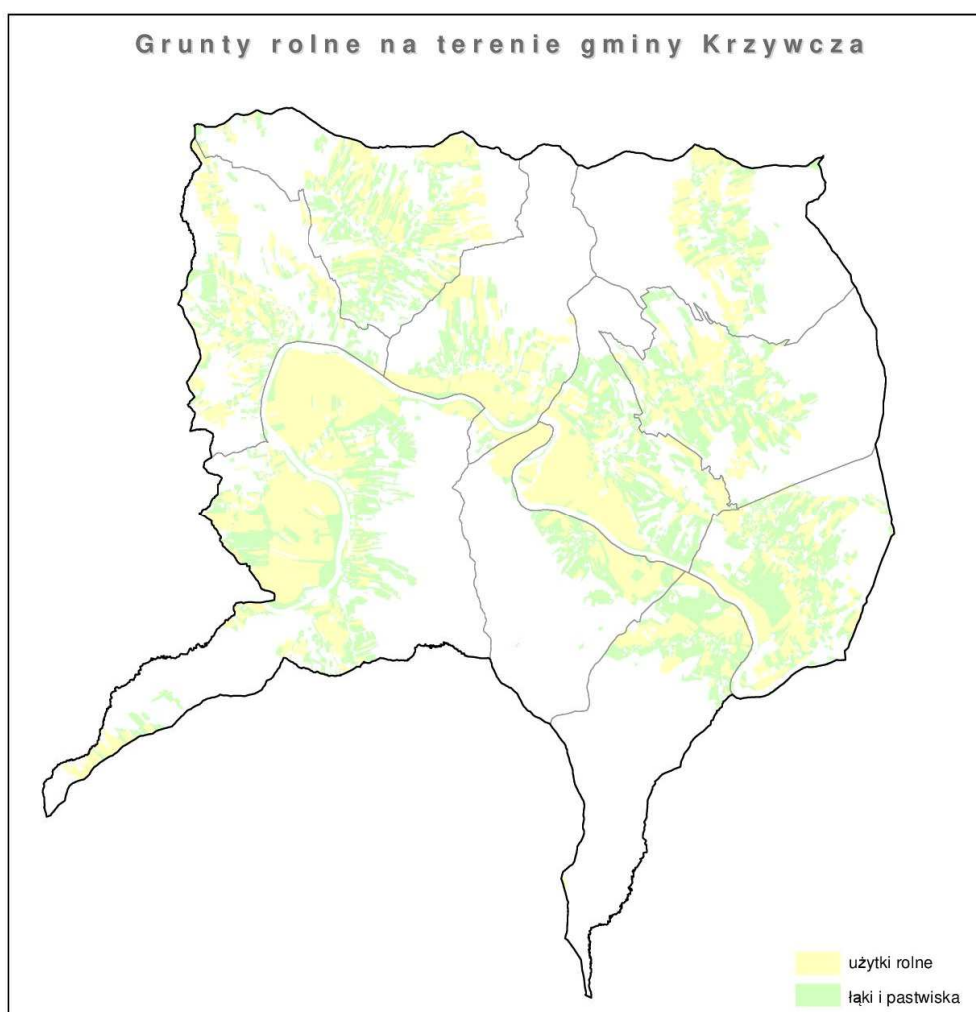 Grunty rolne na terenie gminy Krzywcza
użytki rolne
łąki i pastwiska